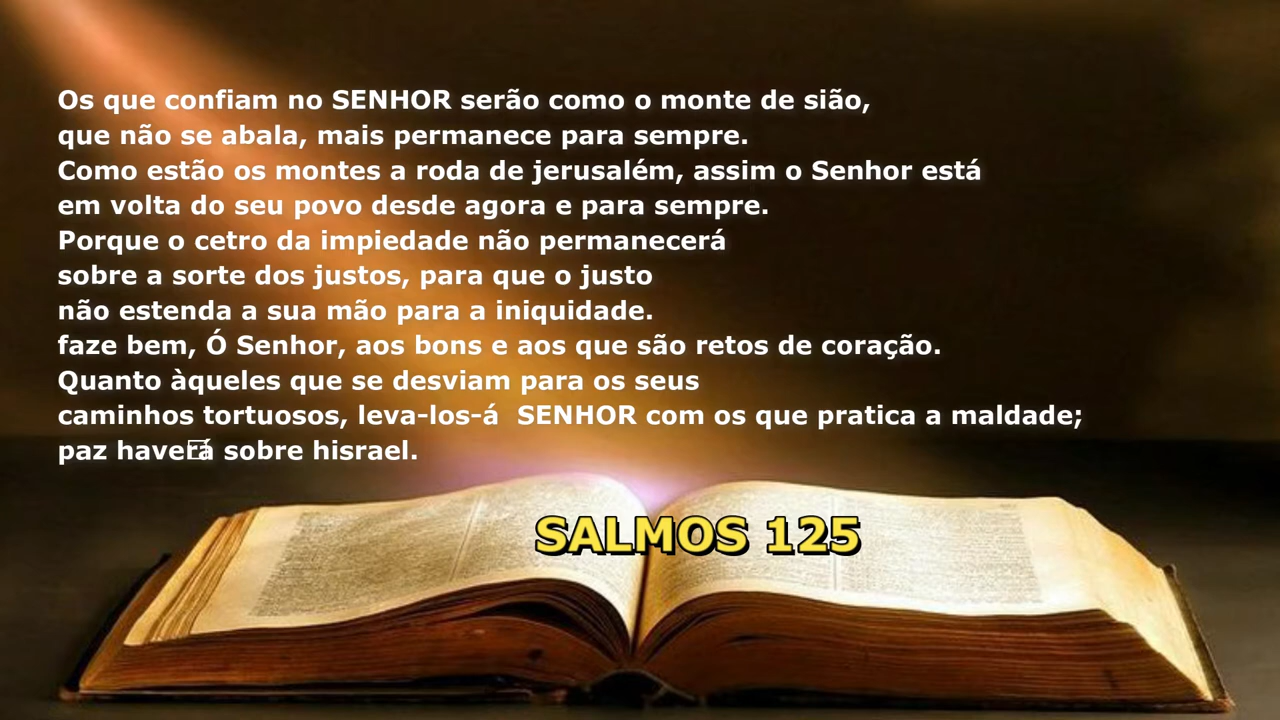 Os que confiam no SENHOR serão como o monte de sião,
que não se abala, mais permanece para sempre.
Como estão os montes a roda de jerusalém, assim o Senhor está
em volta do seu povo desde agora e para sempre.
Porque o cetro da impiedade não permanecerá
sobre a sorte dos justos, para que o justo
não estenda a sua mão para a iniquidade.
faze bem, Ó Senhor, aos bons e aos que são retos de coração.
Quanto àqueles que se desviam para os seus
caminhos tortuosos, leva-los-á  SENHOR com os que pratica a maldade;
paz haverá sobre hisrael.
SALMOS 125